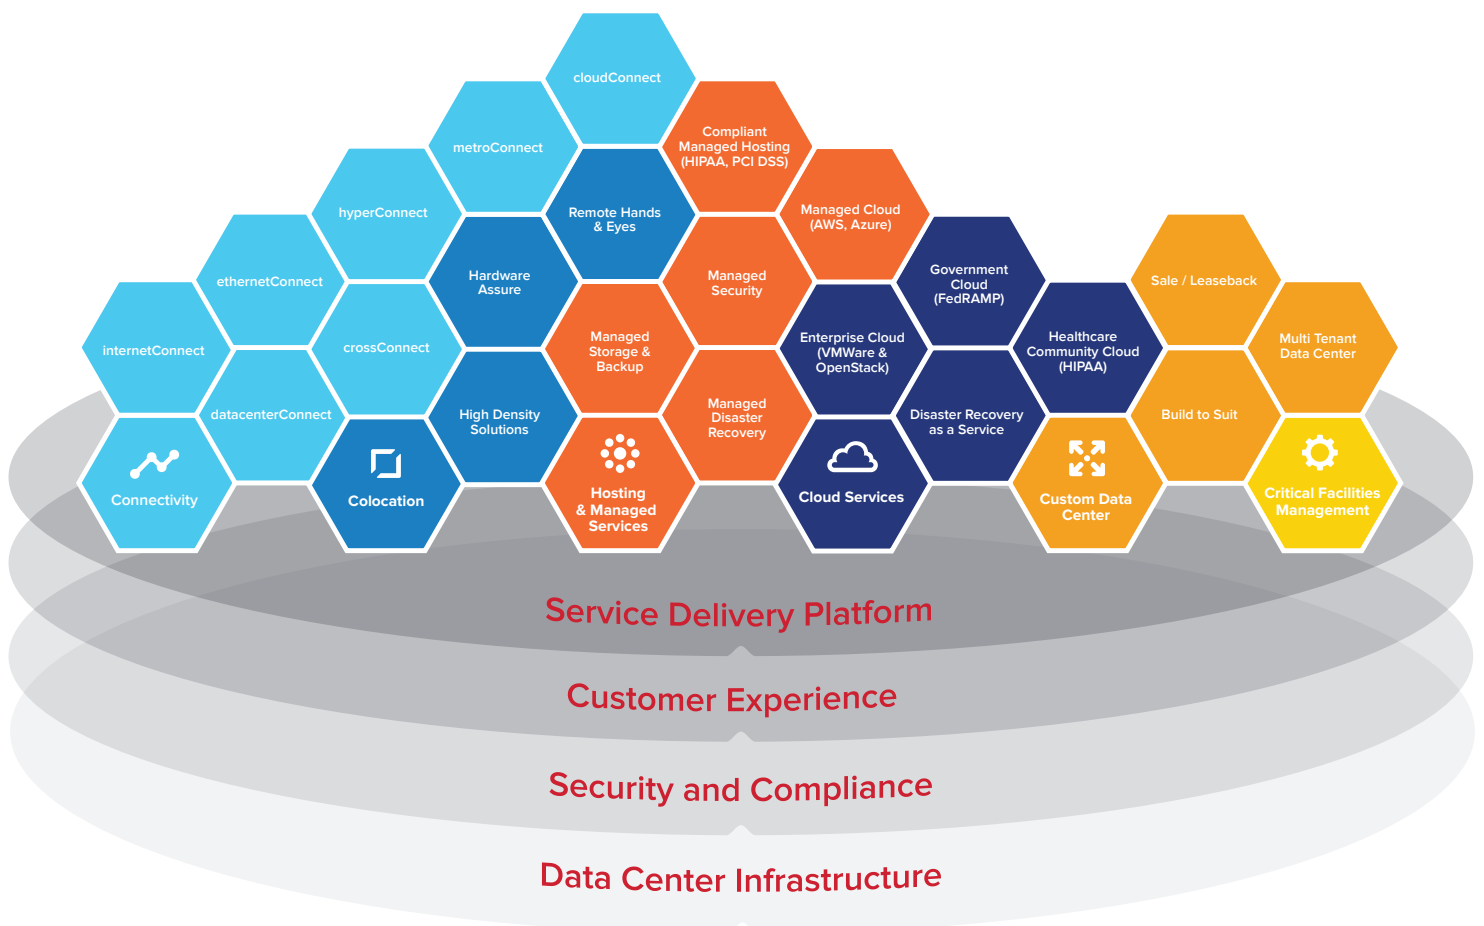 cloudConnect
metroConnect
Compliant
Managed Hosting
(HIPAA, PCI DSS)
hyperConnect
Remote Hands
& Eyes
Managed Cloud
(AWS, Azure)
ethernetConnect
Hardware
Assure
Managed
Security
Government
Cloud
(FedRAMP)
Sale / Leaseback
internetConnect
crossConnect
Managed
Storage &
Backup
Enterprise Cloud
(VMWare &
OpenStack)
Healthcare
Community Cloud
(HIPAA)
Multi Tenant
Data Center
datacenterConnect
High Density
Solutions
Managed
Disaster
Recovery
Disaster Recovery
as a Service
Build to Suit
Connectivity
Colocation
Hosting
& Managed
Services
Cloud Services
Custom Data
Center
Critical Facilities
Management
Service Delivery Platform
Customer Experience
Security and Compliance
Data Center Infrastructure